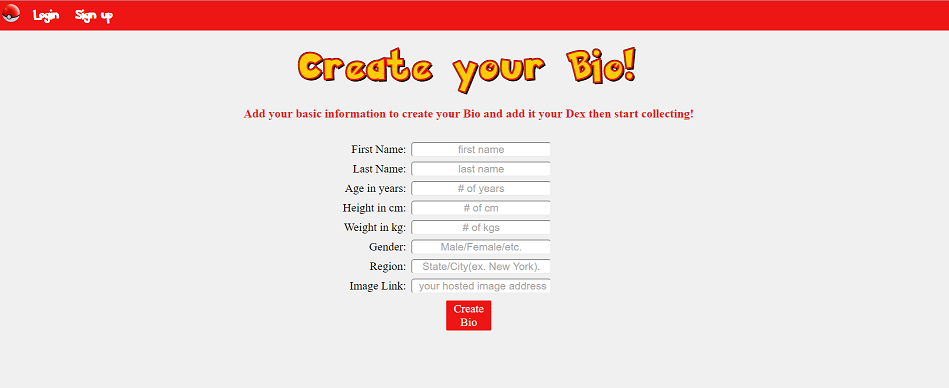 Login Sign up
Create your Bio!
Add your basic information to create your Bio and add it your Dex then start collecting!
First Name: first name
Last Name: last name
Age in years: # of years
Height in cm: # of cm
Weight in kg: # of kgs
Gender: Male/Female/etc.
Region: State/City(ex. New York).
Image Link: your hosted image address
Create
Bio